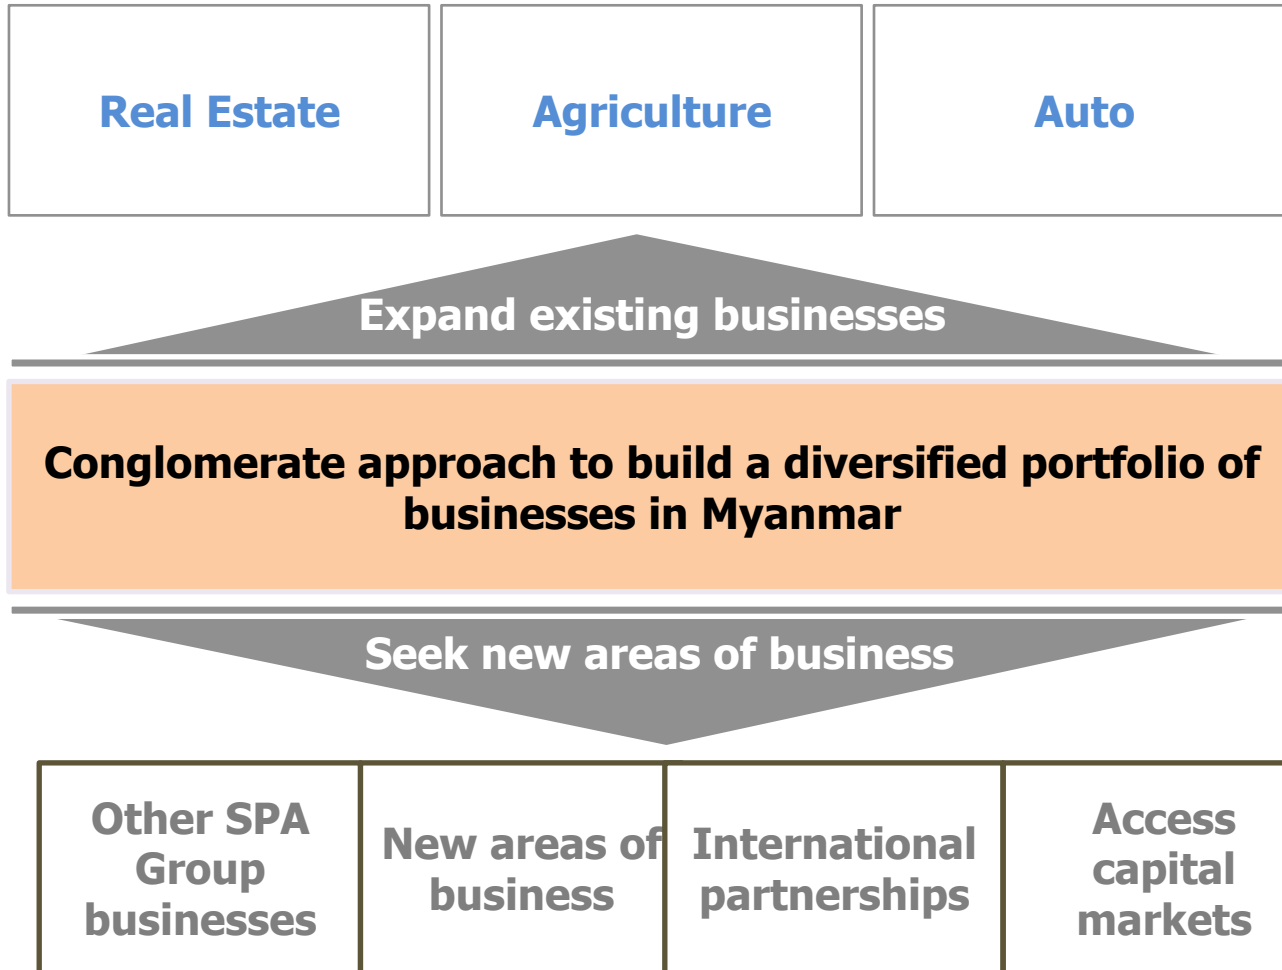 Real Estate
Agriculture
Auto
Expand existing businesses
Conglomerate approach to build a diversified portfolio of
businesses in Myanmar
Seek new areas of business
Other SPA
Group
businesses
New areas of
business
International
partnerships
Access
capital
markets